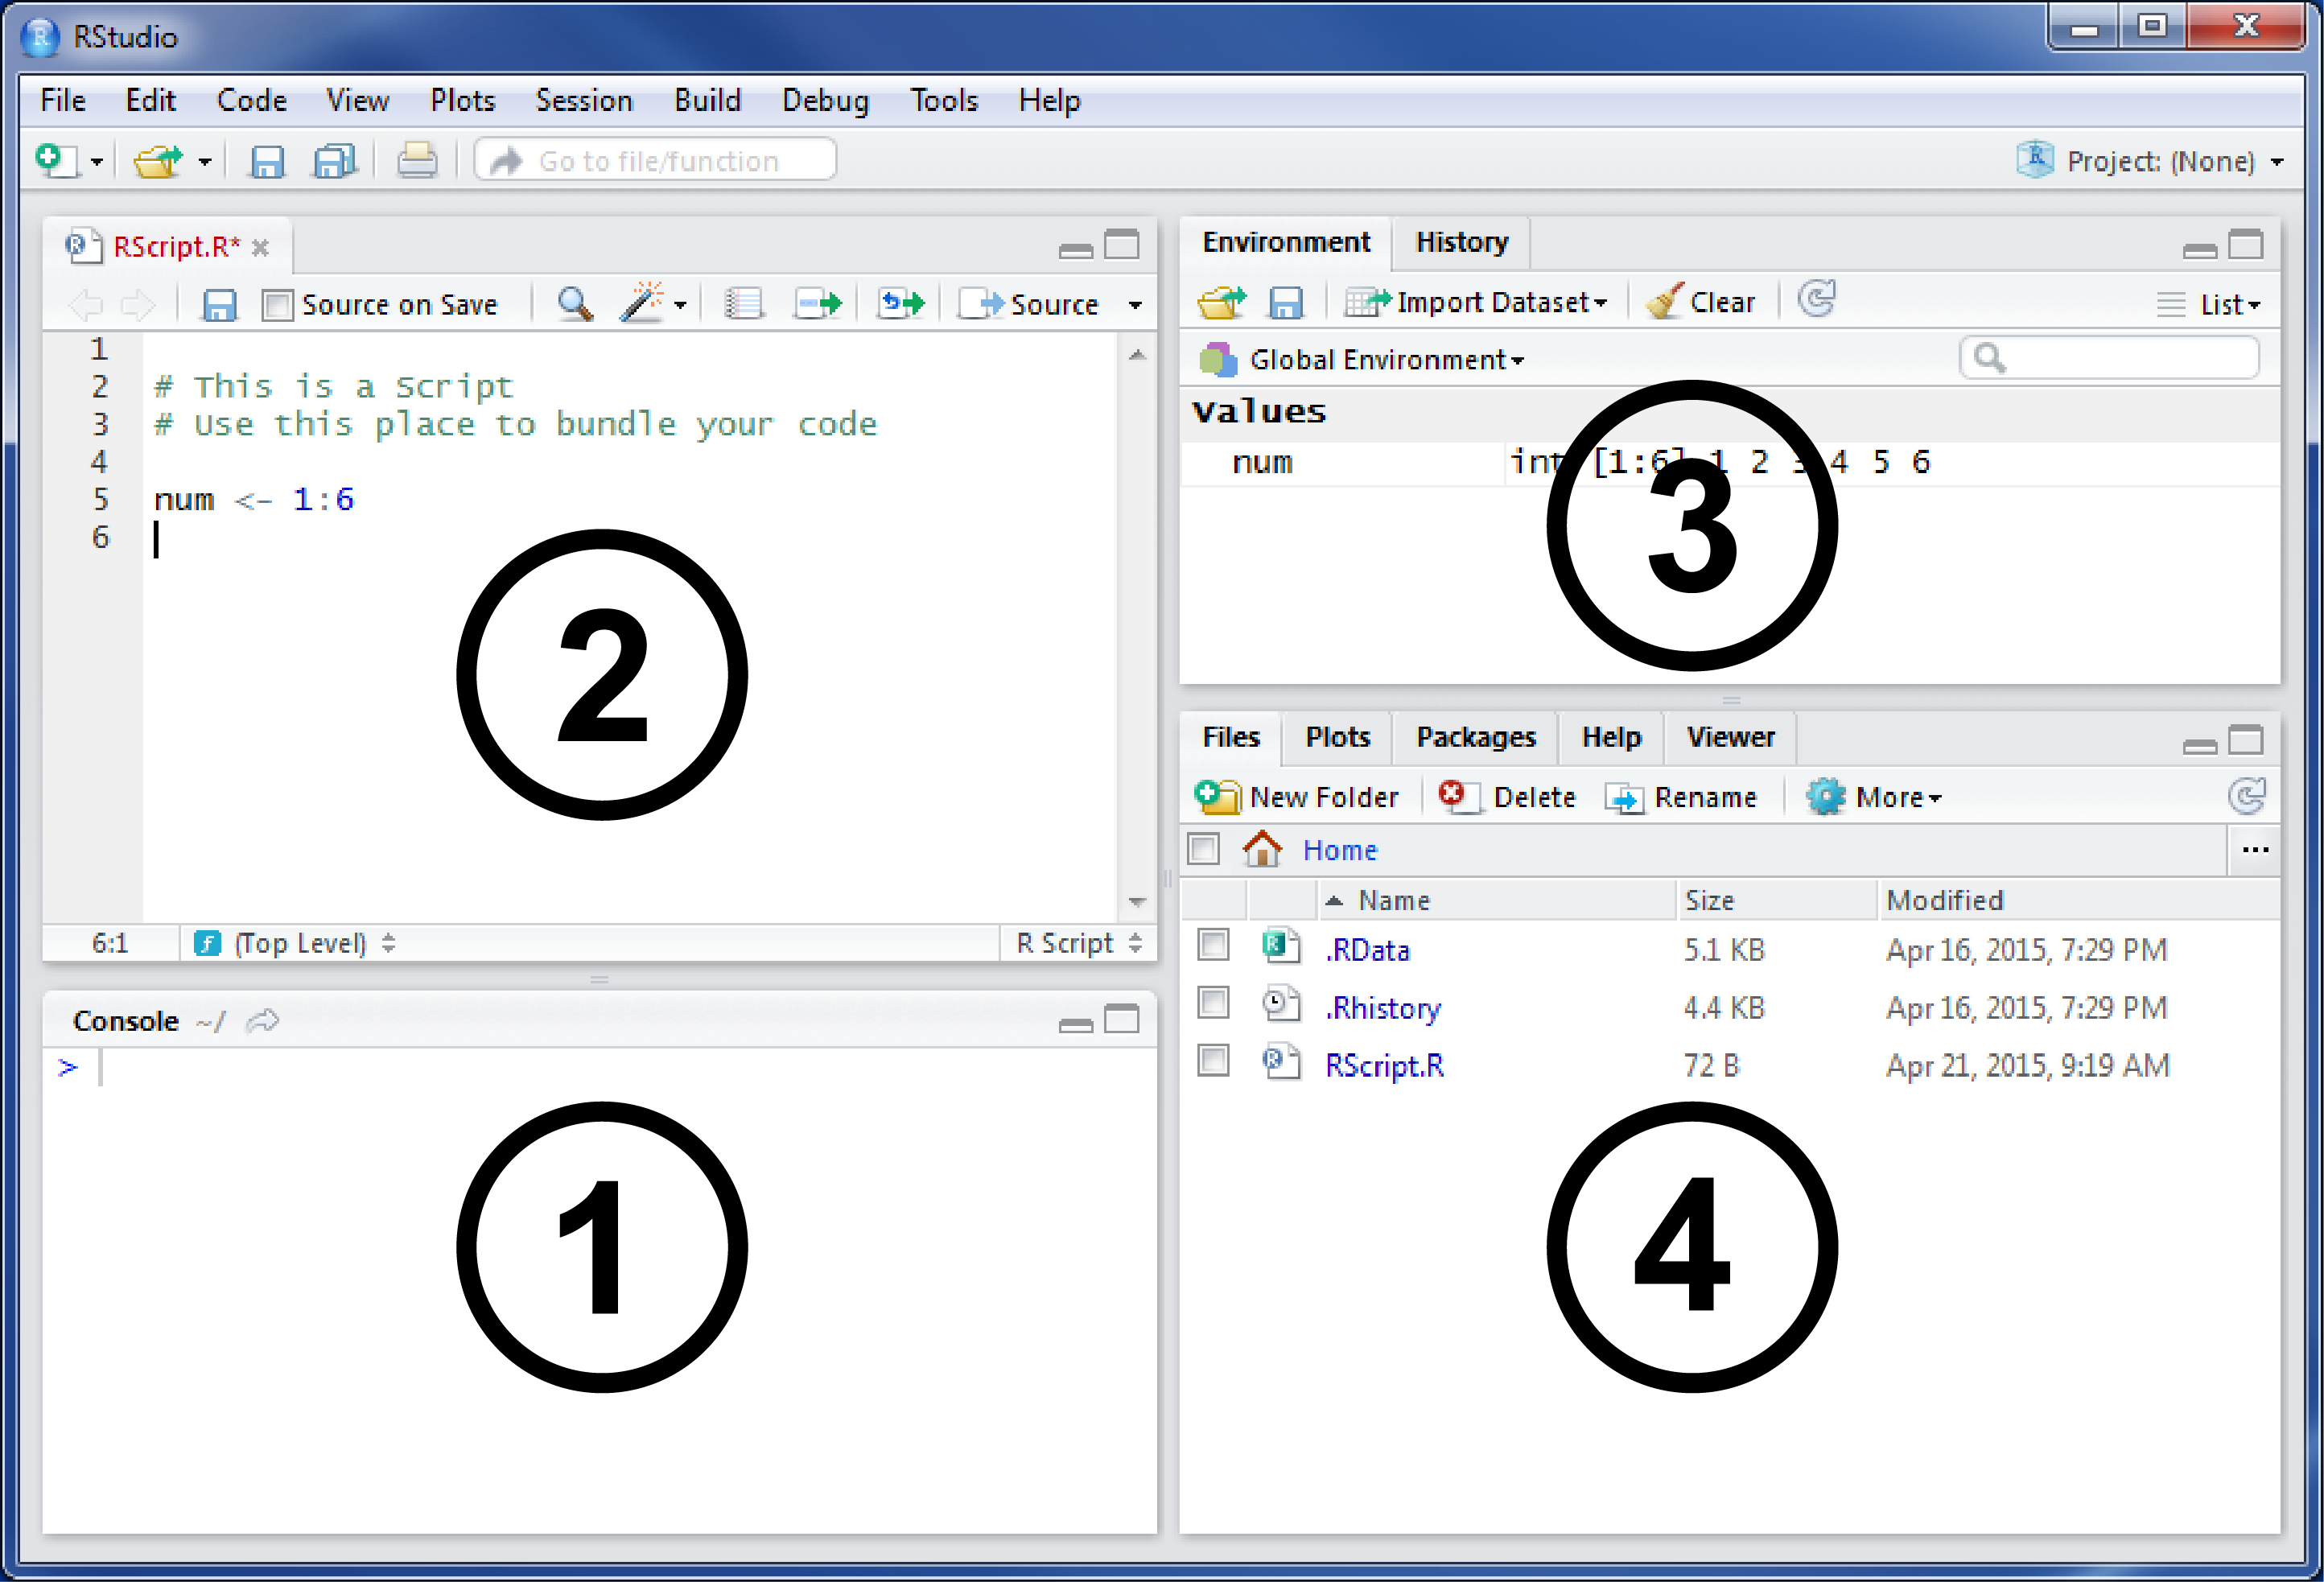 RStudio
File Edit Code View Plots Session Build Debug Tools Help
Go to file/function
Project: (None)
RScript.R*
Source on Save
Source
1
2 # This is a Script
3 # Use this place to bundle your code
4
5 num <- 1:6
6
2
6:1 (Top Level) R Script
Console ~/
>
1
Environment History
Import Dataset Clear List
Global Environment
Values
num int [1:6] 1 2 3 4 5 6
3
Files Plots Packages Help Viewer
New Folder Delete Rename More
Home ...
Name Size Modified
.RData 5.1 KB Apr 16, 2015, 7:29 PM
.Rhistory 4.4 KB Apr 16, 2015, 7:29 PM
RScript.R 72 B Apr 21, 2015, 9:19 AM
4